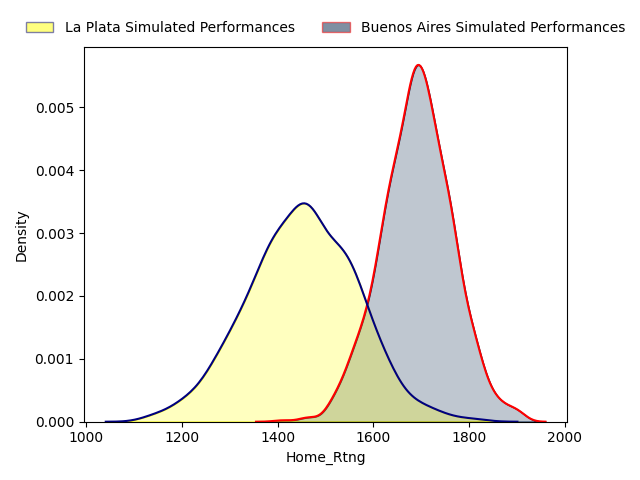 La Plata Simulated Performances Buenos Aires Simulated Performances
0.005
0.004
0.003
0.002
0.001
0.000
Density
1000 1200 1400 1600 1800 2000
Home_Rtng